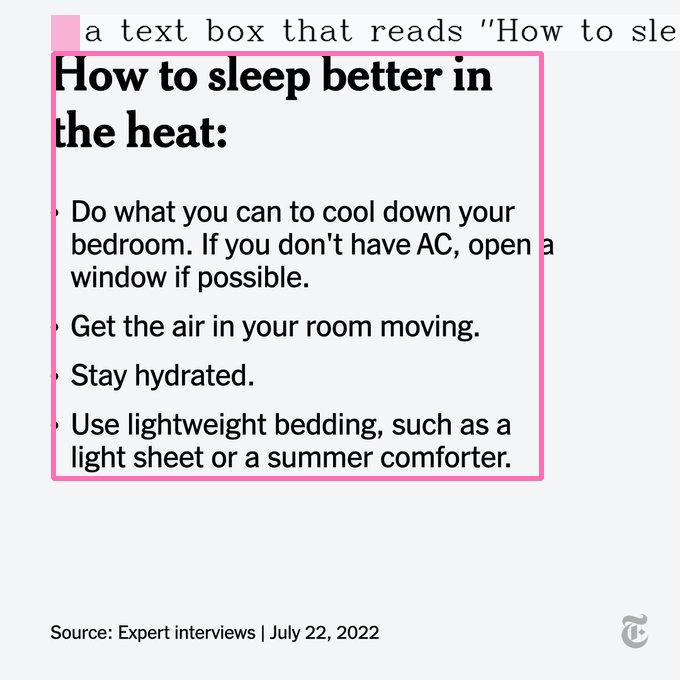 a text box that reads "How to sle
How to sleep better in
the heat:
• Do what you can to cool down your
bedroom. If you don't have AC, open a
window if possible.
• Get the air in your room moving.
• Stay hydrated.
• Use lightweight bedding, such as a
light sheet or a summer comforter.
Source: Expert interviews | July 22, 2022
T